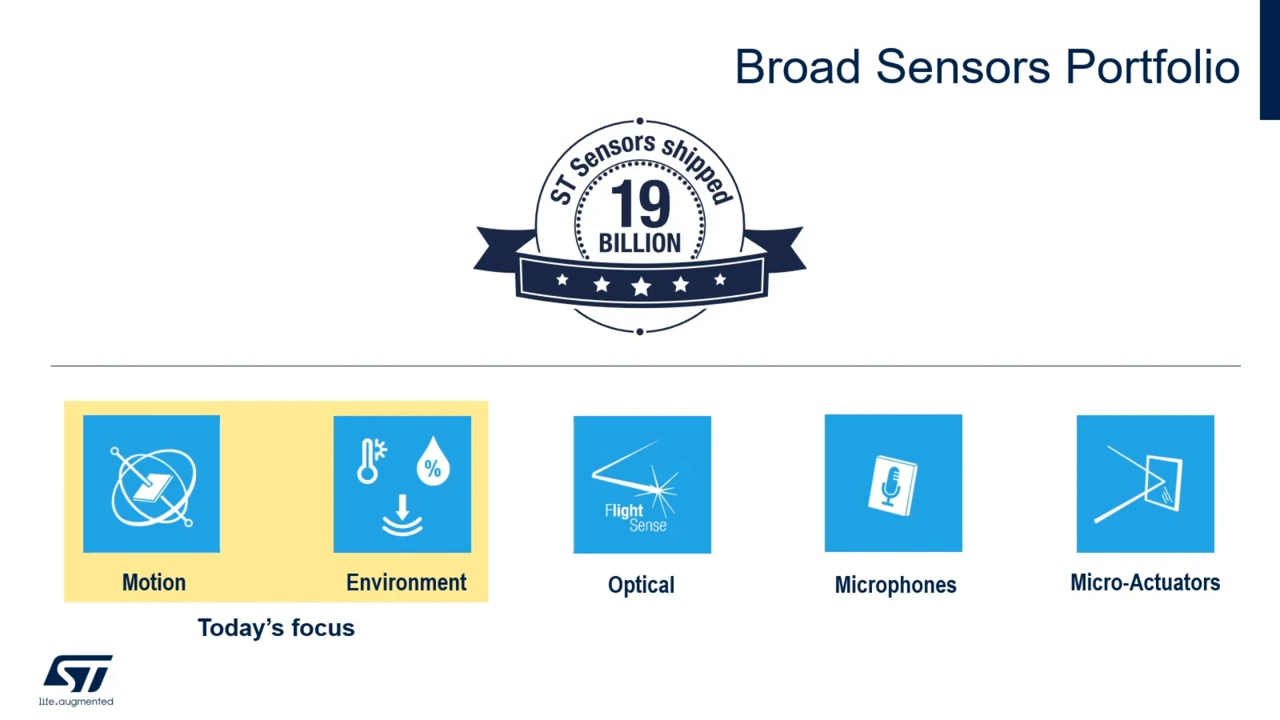 Broad Sensors Portfolio
ST Sensors shipped
19
BILLION
%
Flight
Sense
Motion
Environment
Optical
Microphones
Micro-Actuators
Today's focus
ST
life.augmented